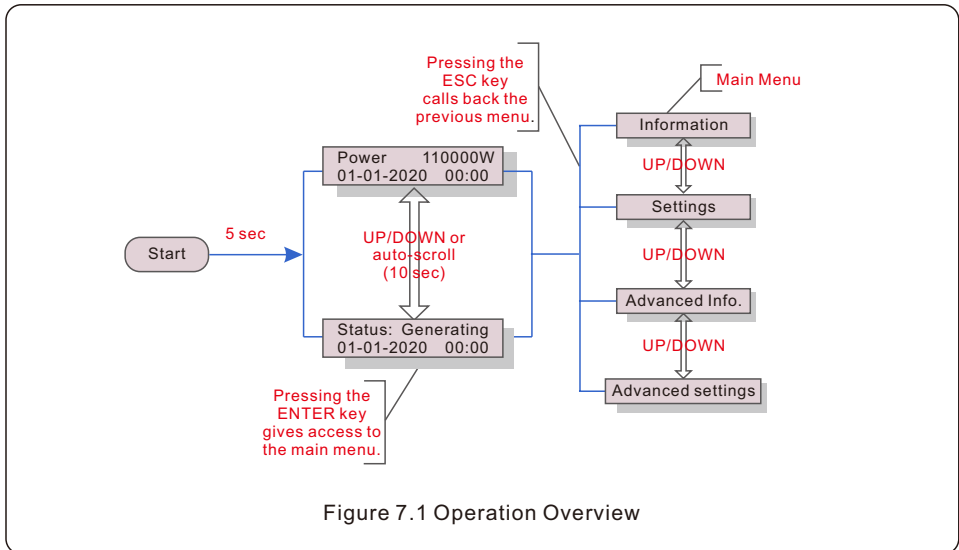 Pressing the
ESC key
calls back the
previous menu.
Main Menu
Information
Power 110000W
01-01-2020 00:00
UP/DOWN
Settings
5 sec
Start
UP/DOWN or
auto-scroll
(10 sec)
UP/DOWN
Advanced Info.
Status: Generating
01-01-2020 00:00
UP/DOWN
Advanced settings
Pressing the
ENTER key
gives access to
the main menu.
Figure 7.1 Operation Overview